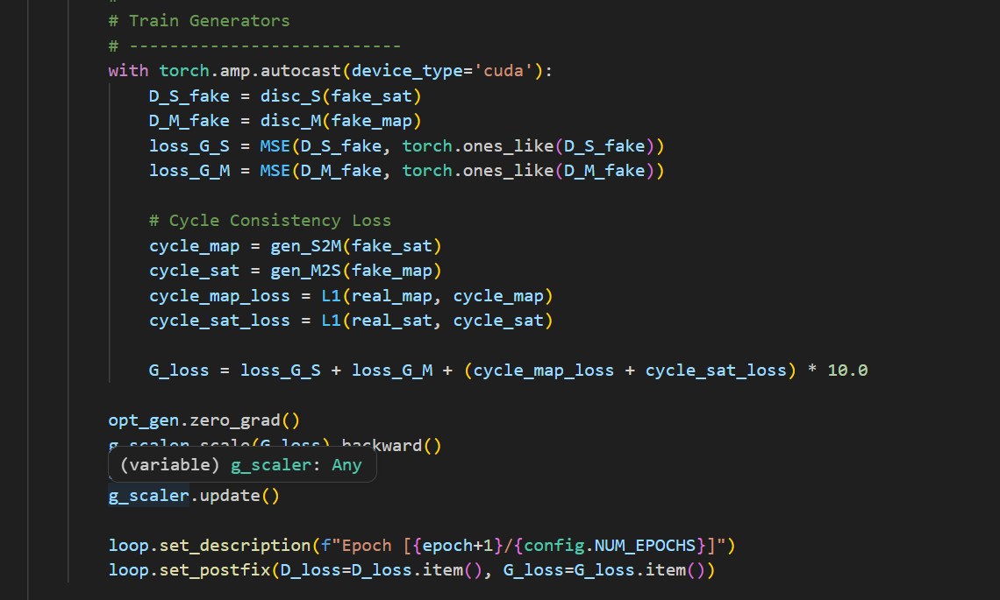 # Train Generators
# ---------------------------
with torch.amp.autocast(device_type='cuda'):
D_S_fake = disc_S(fake_sat)
D_M_fake = disc_M(fake_map)
loss_G_S = MSE(D_S_fake, torch.ones_like(D_S_fake))
loss_G_M = MSE(D_M_fake, torch.ones_like(D_M_fake))
# Cycle Consistency Loss
cycle_map = gen_S2M(fake_sat)
cycle_sat = gen_M2S(fake_map)
cycle_map_loss = L1(real_map, cycle_map)
cycle_sat_loss = L1(real_sat, cycle_sat)
G_loss = loss_G_S + loss_G_M + (cycle_map_loss + cycle_sat_loss) * 10.0
opt_gen.zero_grad()
g_scaler.scale(G_loss).backward()
(variable) g_scaler: Any
g_scaler.update()
loop.set_description(f"Epoch [{epoch+1}/{config.NUM_EPOCHS}]")
loop.set_postfix(D_loss=D_loss.item(), G_loss=G_loss.item())